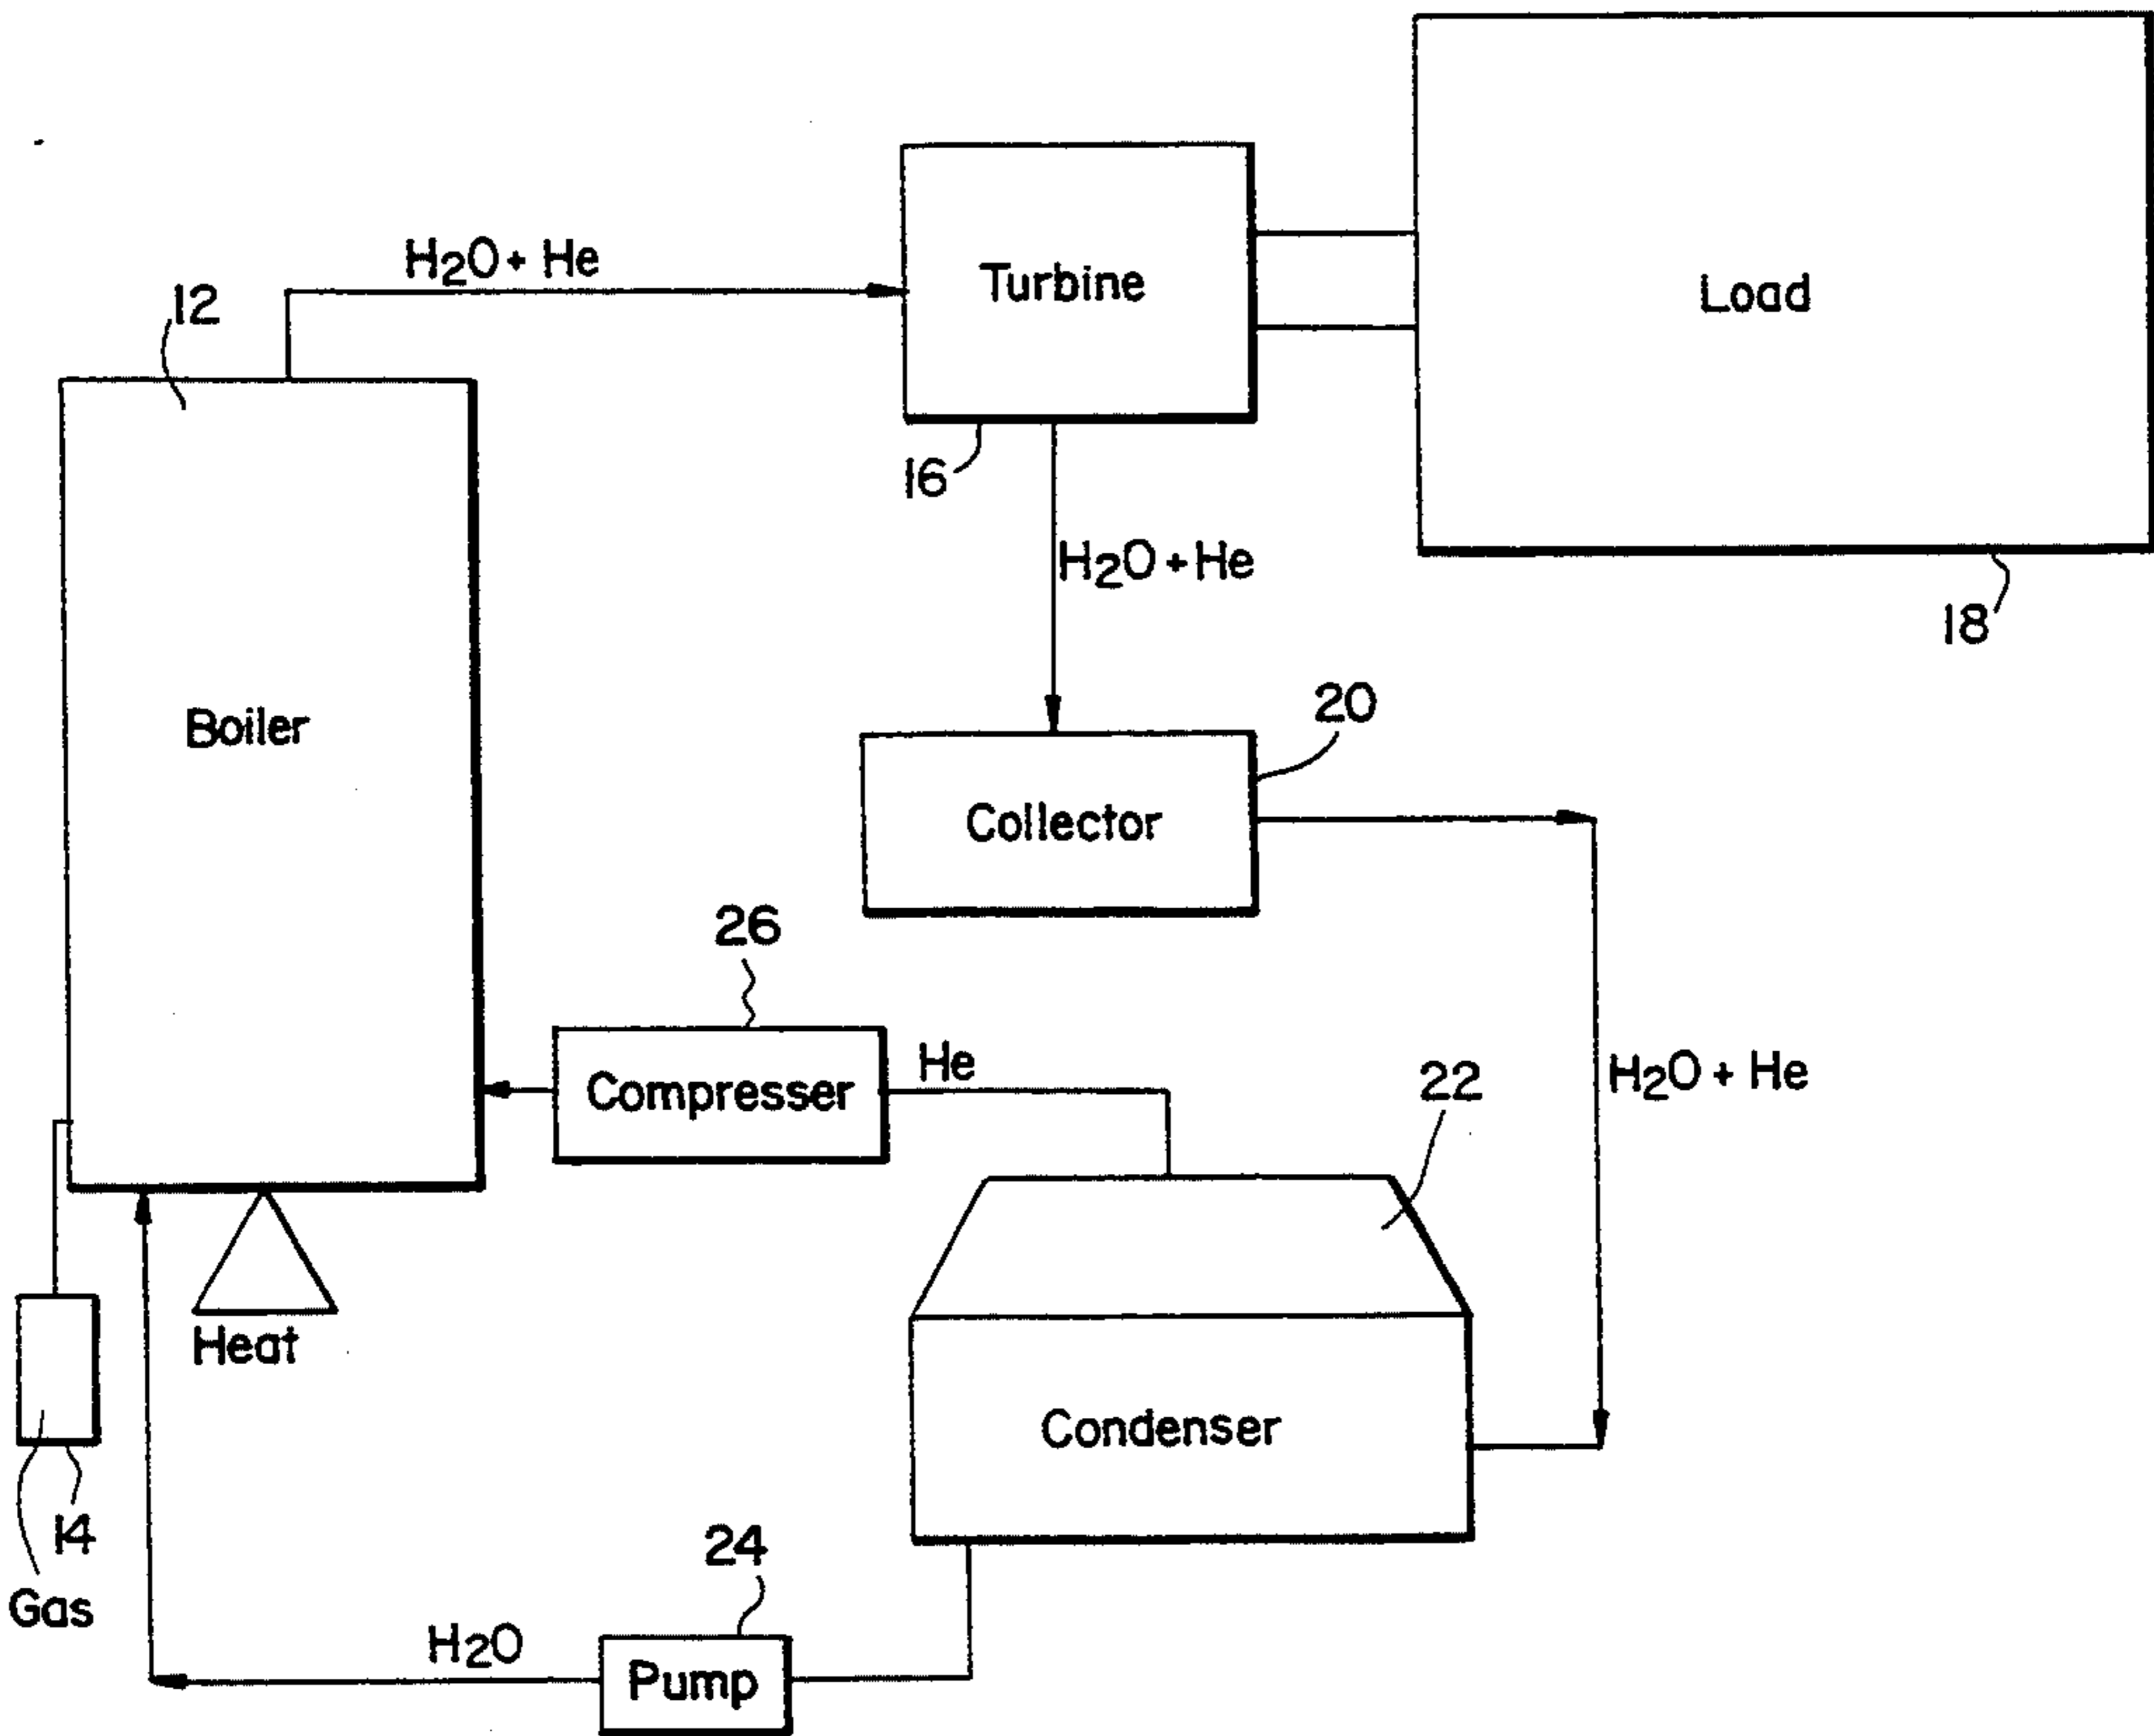 H2O + He
12
Turbine
Load
16
H2O + He
18
Boiler
20
Collector
26
He
Compresser
22
H2O + He
Heat
Condenser
14
Gas
24
H2O
Pump